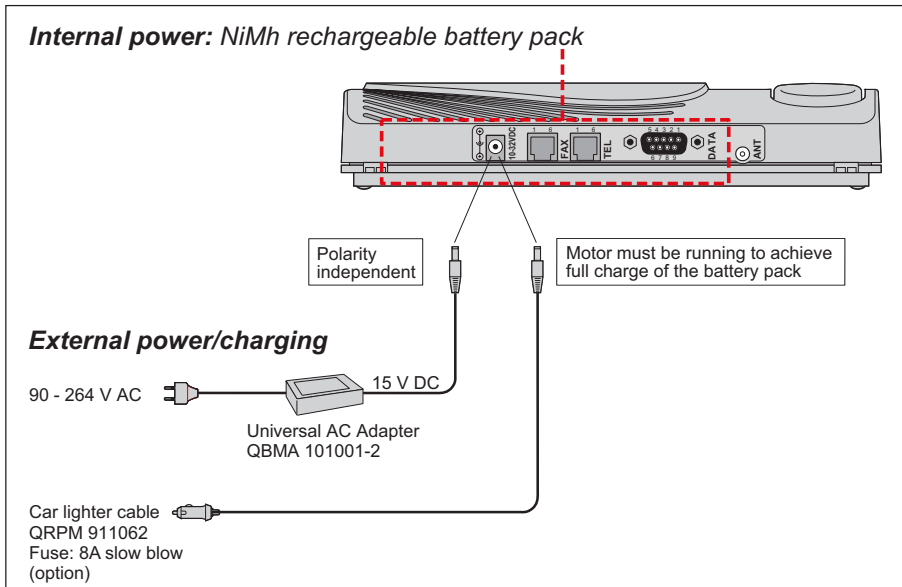 Internal power: NiMh rechargeable battery pack
10-32VDC
1 6
FAX
1 6
TEL
5 4 3 2 1
6 7 8 9
DATA
ANT
Polarity
independent
Motor must be running to achieve
full charge of the battery pack
External power/charging
90 - 264 V AC
15 V DC
Universal AC Adapter
QBMA 101001-2
Car lighter cable
QRPM 911062
Fuse: 8A slow blow
(option)